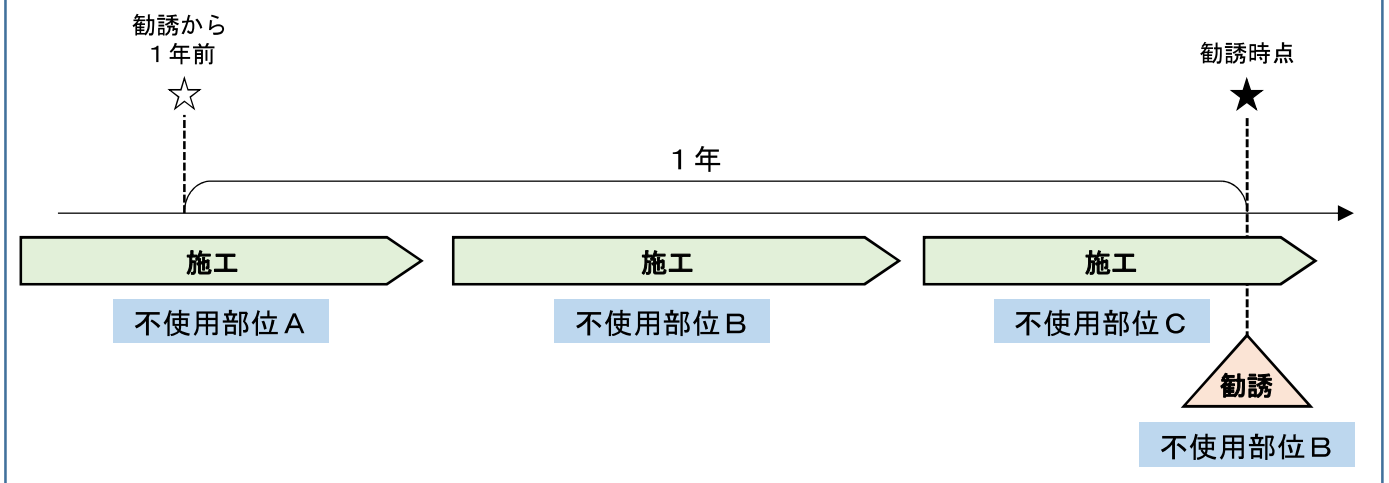 勧誘から
１年前
勧誘時点
１年
施工
施工
施工
不使用部位Ａ
不使用部位Ｂ
不使用部位Ｃ
勧誘
不使用部位Ｂ